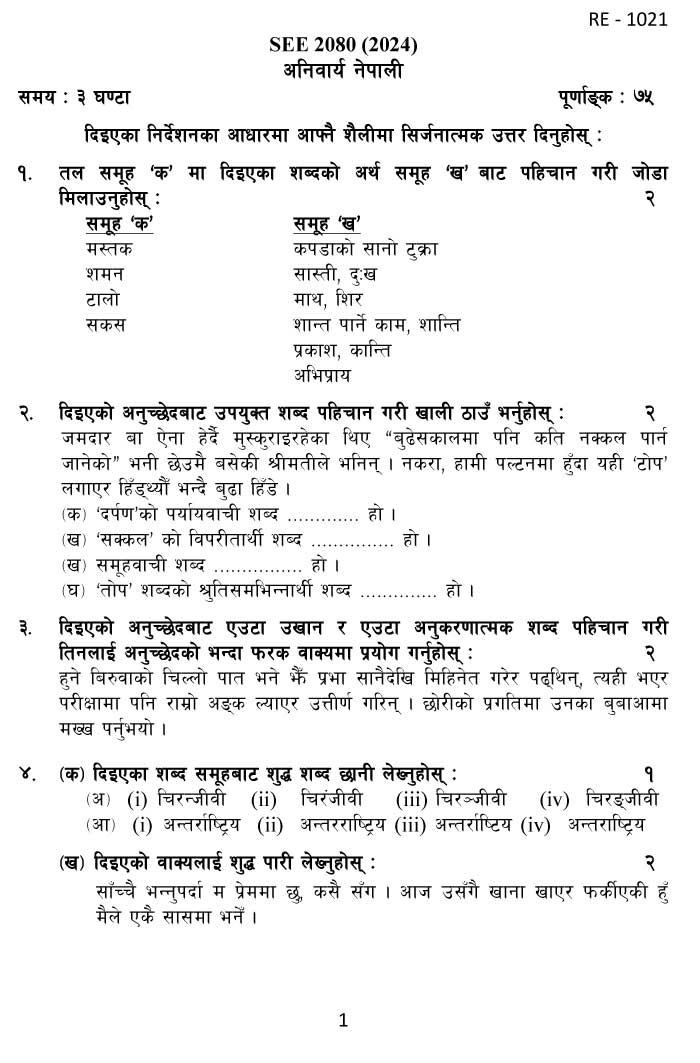 RE - 1021
SEE 2080 (2024)
अनिवार्य नेपाली
समय : ३ घण्टा पूर्णाङ्क : ७५
दिइएका निर्देशनका आधारमा आफ्नै शैलीमा सिर्जनात्मक उत्तर दिनुहोस् :
१. तल समूह ‘क’ मा दिइएका शब्दको अर्थ समूह ‘ख’ बाट पहिचान गरी जोडा
मिलाउनुहोस् : २
समूह ‘क’ समूह ‘ख’
मस्तक कपडाको सानो टुक्रा
शमन सास्ती, दुःख
टालो माथ, शिर
सकस शान्त पार्ने काम, शान्ति
प्रकाश, कान्ति
अभिप्राय
२. दिइएको अनुच्छेदबाट उपयुक्त शब्द पहिचान गरी खाली ठाउँ भर्नुहोस् : २
जमदार बा ऐना हेर्दै मुस्कुराइरहेका थिए “बुढेसकालमा पनि कति नक्कल पार्न
जानेको” भनी छेउमै बसेकी श्रीमतीले भनिन् । नकरा, हामी पल्टनमा हुँदा यही ‘टोप’
लगाएर हिँड्थ्यौँ भन्दै बुढा हिँडे ।
(क) ‘दर्पण’को पर्यायवाची शब्द ............. हो ।
(ख) ‘सक्कल’ को विपरीतार्थी शब्द ............... हो ।
(ख) समूहवाची शब्द ................ हो ।
(घ) ‘तोप’ शब्दको श्रुतिसमभिन्नार्थी शब्द .............. हो ।
३. दिइएको अनुच्छेदबाट एउटा उखान र एउटा अनुकरणात्मक शब्द पहिचान गरी
तिनलाई अनुच्छेदको भन्दा फरक वाक्यमा प्रयोग गर्नुहोस् : २
हुने बिरुवाको चिल्लो पात भने झैँ प्रभा सानैदेखि मिहिनेत गरेर पढ्थिन्, त्यही भएर
परीक्षामा पनि राम्रो अङ्क ल्याएर उत्तीर्ण गरिन् । छोरीको प्रगतिमा उनका बुबाआमा
मख्ख पर्नुभयो ।
४. (क) दिइएका शब्द समूहबाट शुद्ध शब्द छानी लेख्नुहोस् : १
(अ) (i) चिरन्जीवी (ii) चिरंजीवी (iii) चिरञ्जीवी (iv) चिरङ्जीवी
(आ) (i) अन्तर्राष्ट्रिय (ii) अन्तरराष्ट्रिय (iii) अन्तर्राष्टिय (iv) अन्तराष्ट्रिय
(ख) दिइएको वाक्यलाई शुद्ध पारी लेख्नुहोस् : २
साँच्चै भन्नुपर्दा म प्रेममा छु, कसै सँग । आज उसँगै खाना खाएर फर्किएकी हुँ
मैले एकै सासमा भनेँ ।
1